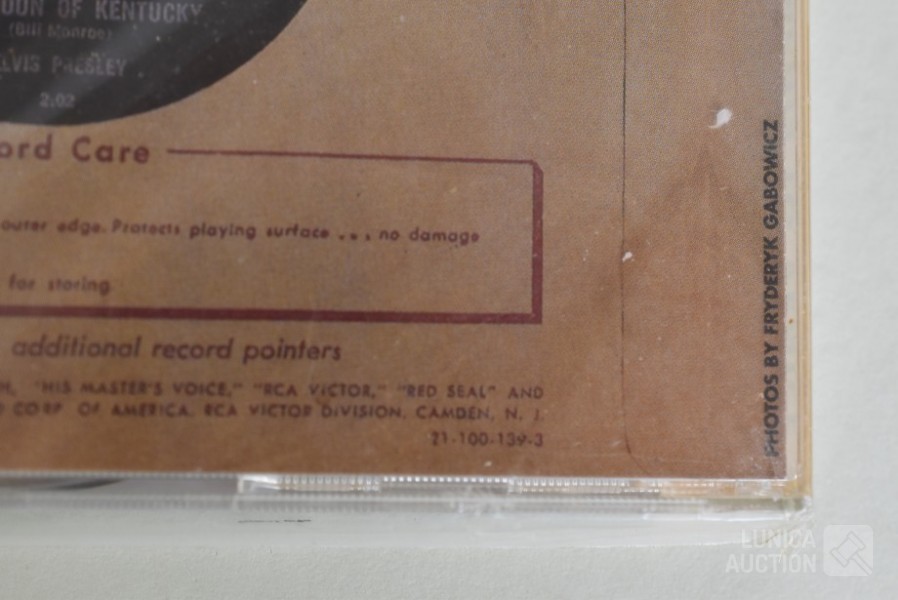 OON OF KENTUCKY
(Bill Monroe)
LVIS PRESLEY
2:02
ord Care
outer edge. Protects playing surface ... no damage
for storing
additional record pointers
"HIS MASTER'S VOICE," "RCA VICTOR," "RED SEAL" AND
CORP. OF AMERICA. RCA VICTOR DIVISION, CAMDEN, N. J.
21-100-139-3
PHOTOS BY FRYDERYK GABOWICZ
LUNICA
AUCTION